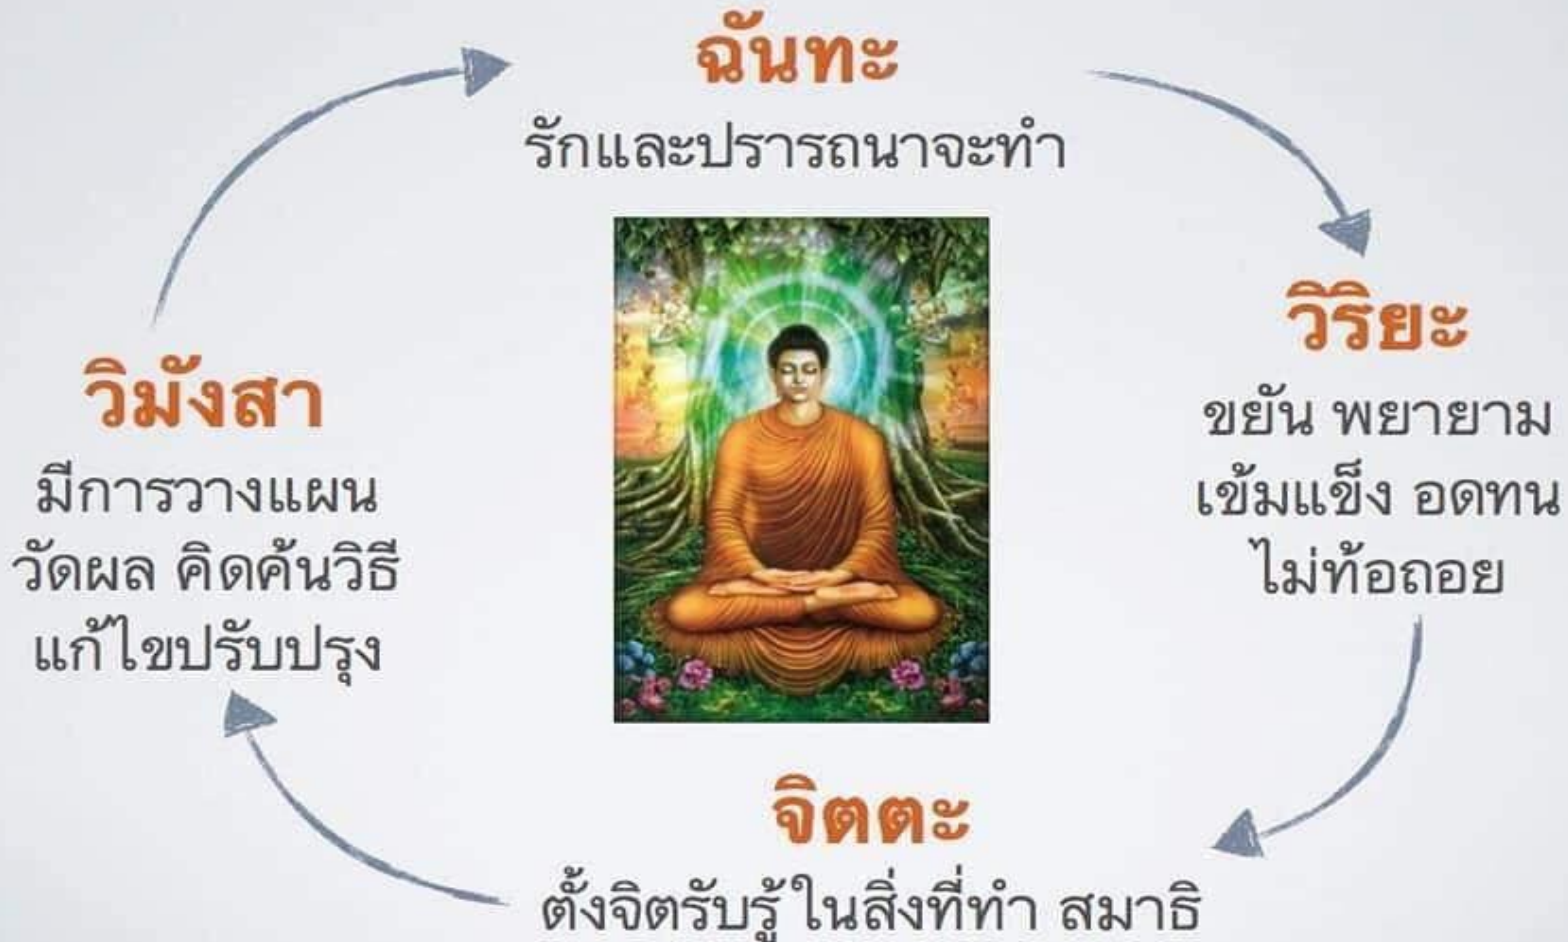 ฉันทะ
รักและปรารถนาจะทำ
วิริยะ
ขยัน พยายาม
เข้มแข็ง อดทน
ไม่ท้อถอย
จิตตะ
ตั้งจิตรับรู้ในสิ่งที่ทำ สมาธิ
วิมังสา
มีการวางแผน
วัดผล คิดค้นวิธี
แก้ไขปรับปรุง